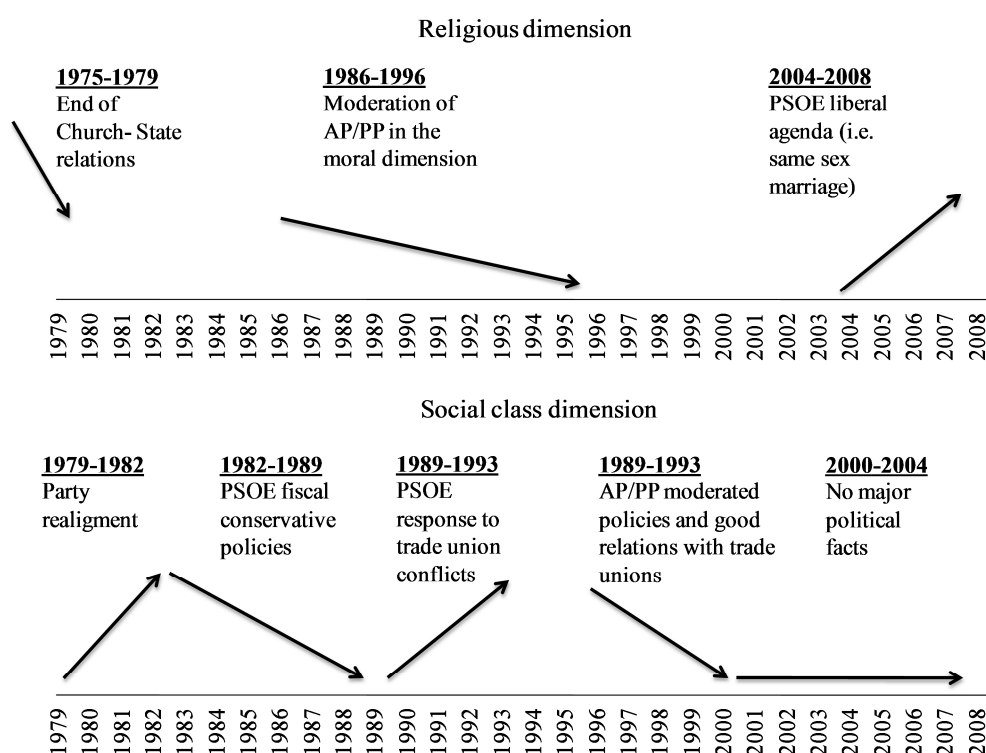 Religious dimension
1975-1979
End of
Church- State
relations
1986-1996
Moderation of
AP/PP in the
moral dimension
2004-2008
PSOE liberal
agenda (i.e.
same sex
marriage)
1979 1980 1981 1982 1983 1984 1985 1986 1987 1988 1989 1990 1991 1992 1993 1994 1995 1996 1997 1998 1999 2000 2001 2002 2003 2004 2005 2006 2007 2008
Social class dimension
1979-1982
Party
realigment
1982-1989
PSOE fiscal
conservative
policies
1989-1993
PSOE
response to
trade union
conflicts
1989-1993
AP/PP moderated
policies and good
relations with trade
unions
2000-2004
No major
political
facts
1979 1980 1981 1982 1983 1984 1985 1986 1987 1988 1989 1990 1991 1992 1993 1994 1995 1996 1997 1998 1999 2000 2001 2002 2003 2004 2005 2006 2007 2008